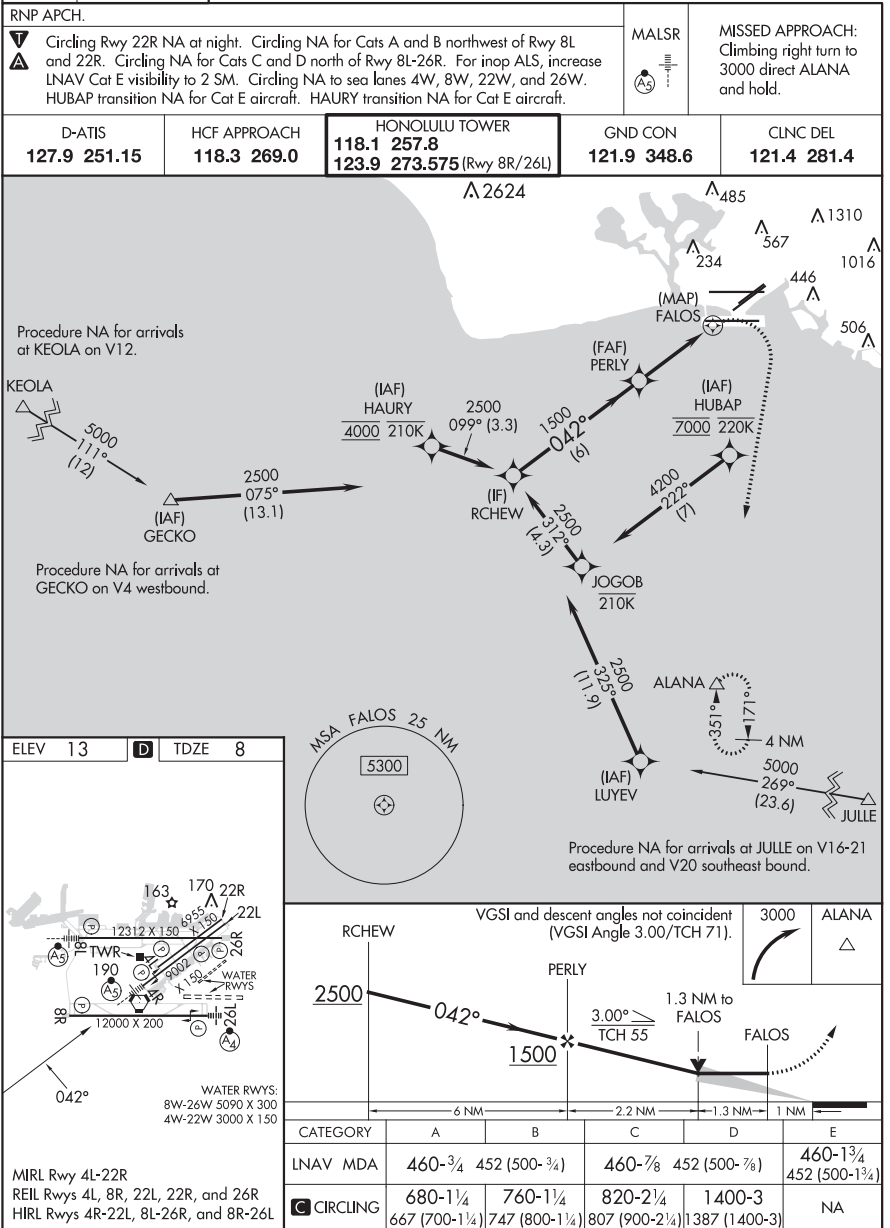 RNP APCH.
T Circling Rwy 22R NA at night. Circling NA for Cats A and B northwest of Rwy 8L
A and 22R. Circling NA for Cats C and D north of Rwy 8L-26R. For inop ALS, increase
LNAV Cat E visibility to 2 SM. Circling NA to sea lanes 4W, 8W, 22W, and 26W.
HUBAP transition NA for Cat E aircraft. HAURY transition NA for Cat E aircraft.
MALSR
A5
MISSED APPROACH:
Climbing right turn to
3000 direct ALANA
and hold.
D-ATIS
127.9 251.15
HCF APPROACH
118.3 269.0
HONOLULU TOWER
118.1 257.8
123.9 273.575 (Rwy 8R/26L)
GND CON
121.9 348.6
CLNC DEL
121.4 281.4
2624
485
1310
567
234
1016
446
506
(MAP)
FALOS
Procedure NA for arrivals
at KEOLA on V12.
KEOLA
5000
111°
(12)
(FAF)
PERLY
(IAF)
HAURY
4000 210K
2500
099° (3.3)
1500
042°
(6)
(IAF)
HUBAP
7000 220K
4200
222°
(7)
2500
075°
(13.1)
(IAF)
GECKO
(IF)
RCHEW
2500
312°
(4.3)
JOGOB
210K
Procedure NA for arrivals at
GECKO on V4 westbound.
2500
325°
(11.9)
ALANA
351°
171°
4 NM
(IAF)
LUYEV
5000
269°
(23.6)
JULLE
MSA FALOS 25 NM
5300
Procedure NA for arrivals at JULLE on V16-21
eastbound and V20 southeast bound.
ELEV 13
D
TDZE 8
163
170
22R
22L
6955 X 150
12312 X 150
8L
26R
A5
TWR
4L
4R
9002 X 150
190
A5
WATER
RWYS
8R
12000 X 200
26L
A4
P
P
P
P
P
P
P
P
042°
WATER RWYS:
8W-26W 5090 X 300
4W-22W 3000 X 150
MIRL Rwy 4L-22R
REIL Rwys 4L, 8R, 22L, 22R, and 26R
HIRL Rwys 4R-22L, 8L-26R, and 8R-26L
VGSI and descent angles not coincident
(VGSI Angle 3.00/TCH 71).
3000
ALANA
RCHEW
2500
042°
PERLY
1500
3.00°
TCH 55
1.3 NM to
FALOS
FALOS
6 NM
2.2 NM
1.3 NM
1 NM
CATEGORY A B C D E
LNAV MDA 460-¾ 452 (500-¾) 460-⅞ 452 (500-⅞) 460-1¾
452 (500-1¾)
C CIRCLING 680-1¼ 760-1¼ 820-2¼ 1400-3 NA
667 (700-1¼) 747 (800-1¼) 807 (900-2¼) 1387 (1400-3)